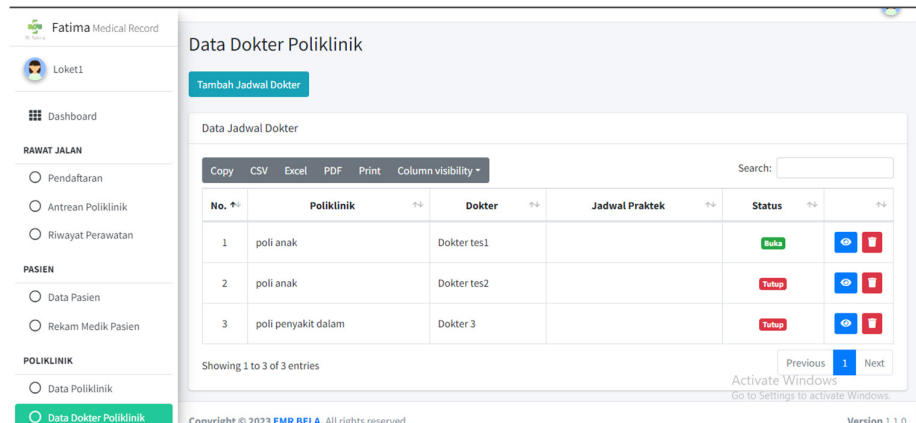 Fatima Medical Record
Loket1
Dashboard
RAWAT JALAN
Pendaftaran
Antrean Poliklinik
Riwayat Perawatan
PASIEN
Data Pasien
Rekam Medik Pasien
POLIKLINIK
Data Poliklinik
Data Dokter Poliklinik
Data Dokter Poliklinik
Tambah Jadwal Dokter
Data Jadwal Dokter
Copy CSV Excel PDF Print Column visibility
Search:
No. Poliklinik Dokter Jadwal Praktek Status
1 poli anak Dokter tes1 Buka
2 poli anak Dokter tes2 Tutup
3 poli penyakit dalam Dokter 3 Tutup
Showing 1 to 3 of 3 entries
Previous 1 Next
Activate Windows
Go to Settings to activate Windows.
Copyright © 2023 EMR BELA. All rights reserved.
Version 1.1.0